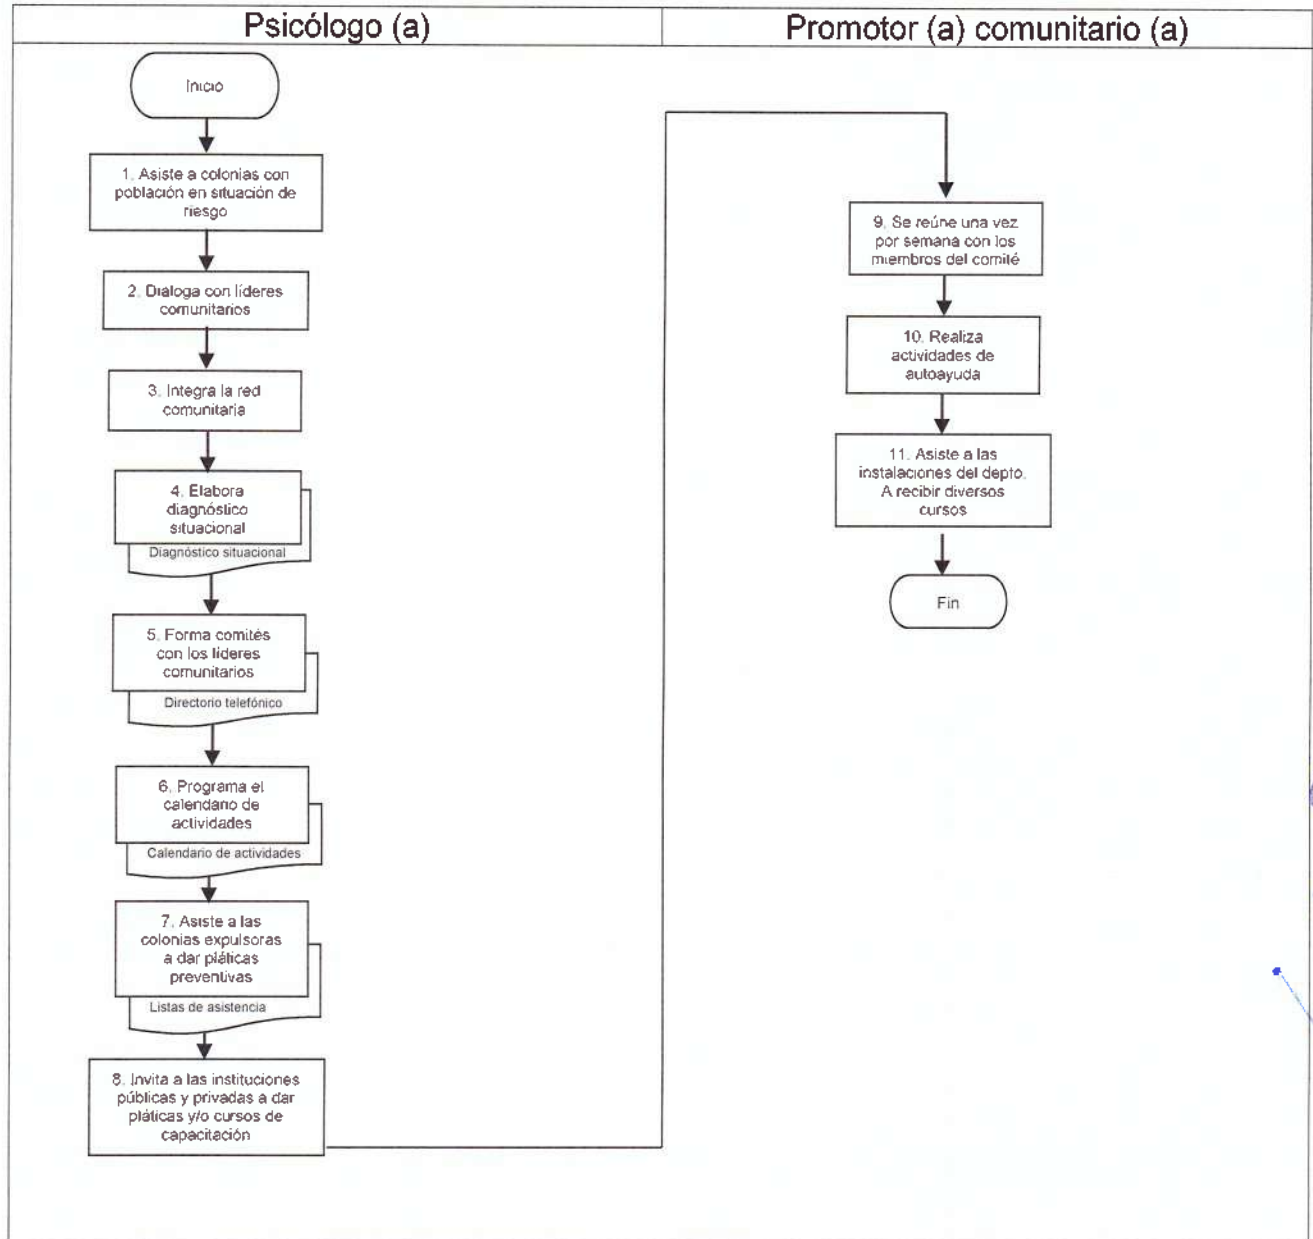 Psicólogo (a)
Promotor (a) comunitario (a)
Inicio
1. Asiste a colonias con
población en situación de
riesgo
2. Dialoga con líderes
comunitarios
3. Integra la red
comunitaria
4. Elabora
diagnóstico
situacional
Diagnóstico situacional
5. Forma comités
con los líderes
comunitarios
Directorio telefónico
6. Programa el
calendario de
actividades
Calendario de actividades
7. Asiste a las
colonias expulsoras
a dar pláticas
preventivas
Listas de asistencia
8. Invita a las instituciones
públicas y privadas a dar
pláticas y/o cursos de
capacitación
9. Se reúne una vez
por semana con los
miembros del comité
10. Realiza
actividades de
autoayuda
11. Asiste a las
instalaciones del depto.
A recibir diversos
cursos
Fin